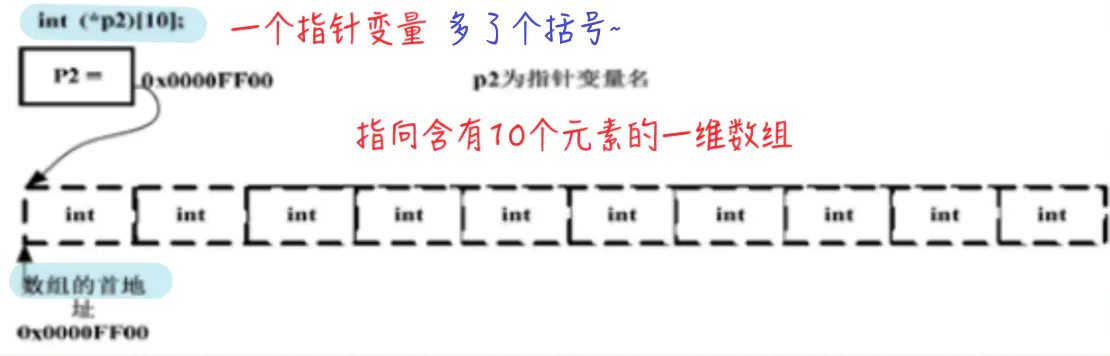 int (*p2)[10];
一个指针变量 多了个括号~
P2 =
0x0000FF00
p2为指针变量名
指向含有10个元素的一维数组
int int int int int int int int int int
数组的首地
址
0x0000FF00